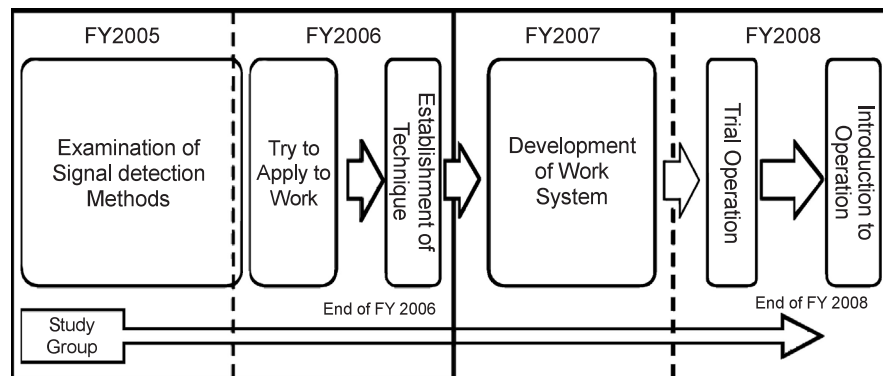 FY2005
FY2006
FY2007
FY2008
Examination of
Signal detection
Methods
Try to
Apply to
Work
Establishment of
Technique
Development
of Work
System
Trial Operation
Introduction to
Operation
End of FY 2006
End of FY 2008
Study
Group